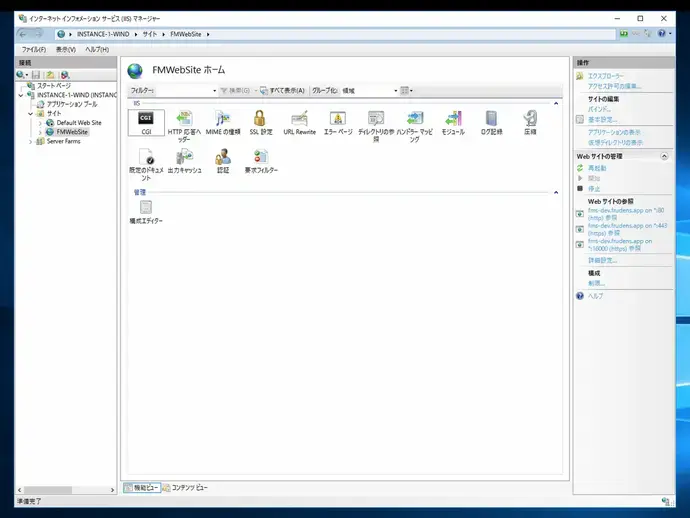 インターネット インフォメーション サービス (IIS) マネージャー
INSTANCE-1-WIND ▸ サイト ▸ FMWebSite ▸
ファイル(F) 表示(V) ヘルプ(H)
接続
スタート ページ
INSTANCE-1-WIND (INSTANC
アプリケーション プール
サイト
Default Web Site
FMWebSite
Server Farms
FMWebSite ホーム
フィルター: 検索(G) すべて表示(A) グループ化: 領域
IIS
CGI
HTTP 応答ヘッダー
MIME の種類
SSL 設定
URL Rewrite
エラー ページ
ディレクトリの参照
ハンドラー マッピング
モジュール
ログ記録
圧縮
既定のドキュメント
出力キャッシュ
認証
要求フィルター
管理
構成エディター
機能ビュー コンテンツ ビュー
準備完了
操作
エクスプローラー
アクセス許可の編集...
サイトの編集
バインド...
基本設定...
アプリケーションの表示
仮想ディレクトリの表示
Web サイトの管理
再起動
開始
停止
Web サイトの参照
fms-dev.frudens.app on *:80
(http) 参照
fms-dev.frudens.app on *:443
(https) 参照
fms-dev.frudens.app on
*:16000 (https) 参照
詳細設定...
構成
制限...
ヘルプ